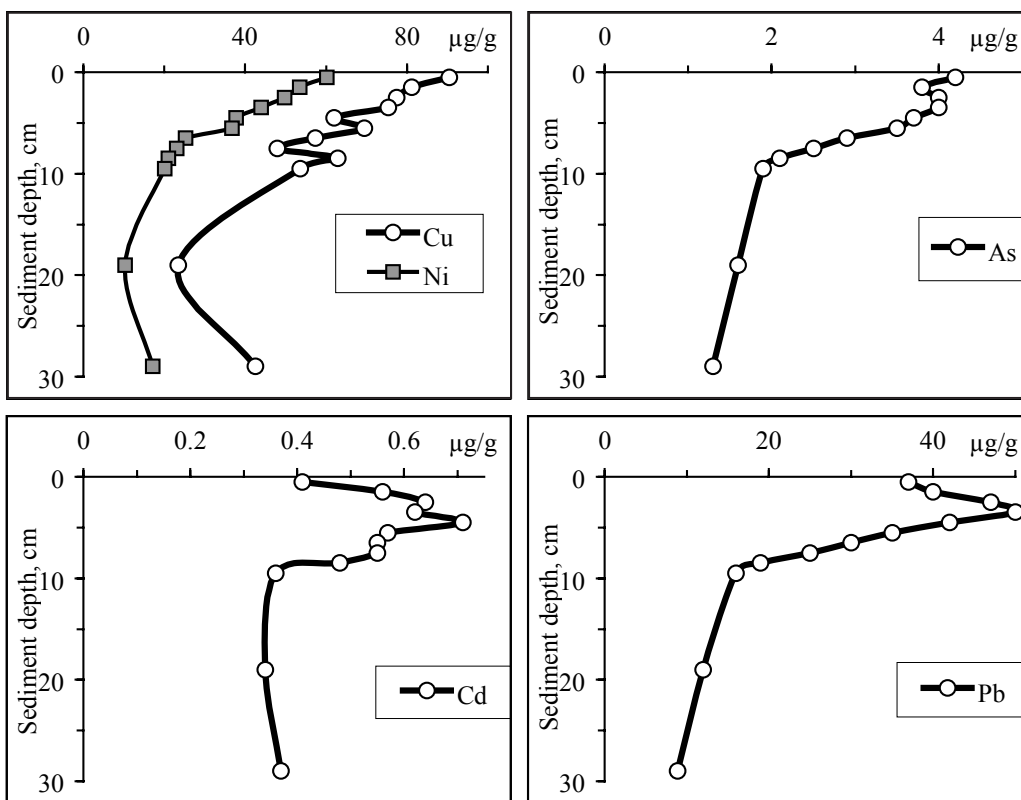 0 40 80 µg/g
0
10
20
30
Sediment depth, cm
Cu
Ni
2 4 µg/g
0
0
10
20
30
Sediment depth, cm
As
0 0.2 0.4 0.6 µg/g
0
10
20
30
Sediment depth, cm
Cd
0 20 40 µg/g
0
10
20
30
Sediment depth, cm
Pb